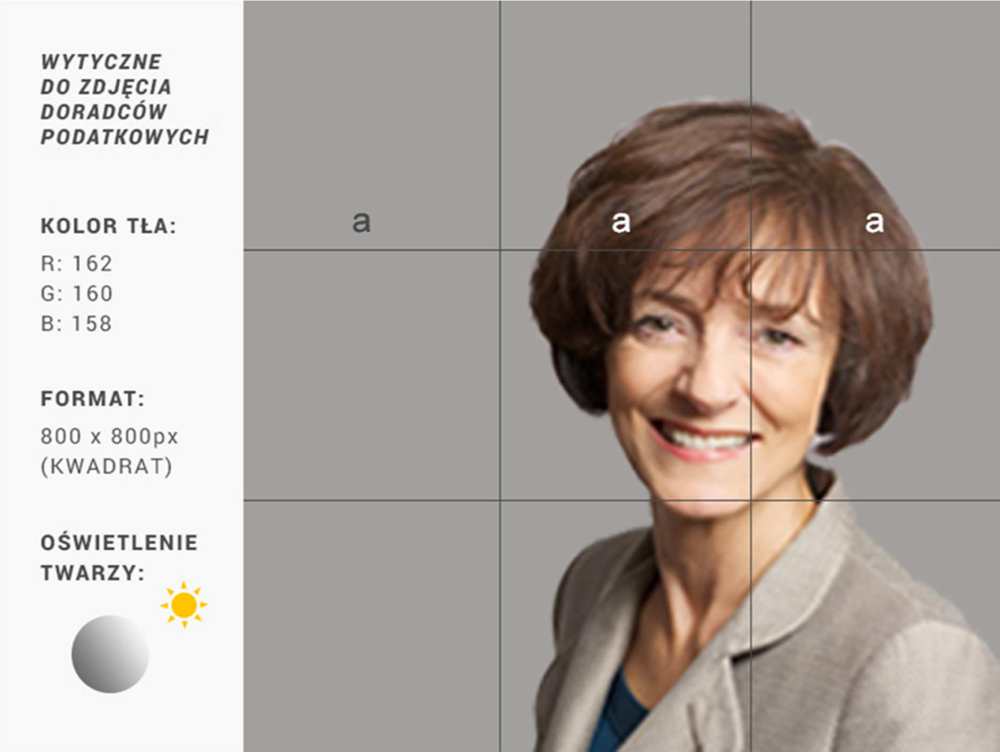 WYTYCZNE
DO ZDJĘCIA
DORADCÓW
PODATKOWYCH
KOLOR TŁA:
R: 162
G: 160
B: 158
FORMAT:
800 x 800px
(KWADRAT)
OŚWIETLENIE
TWARZY:
a a a